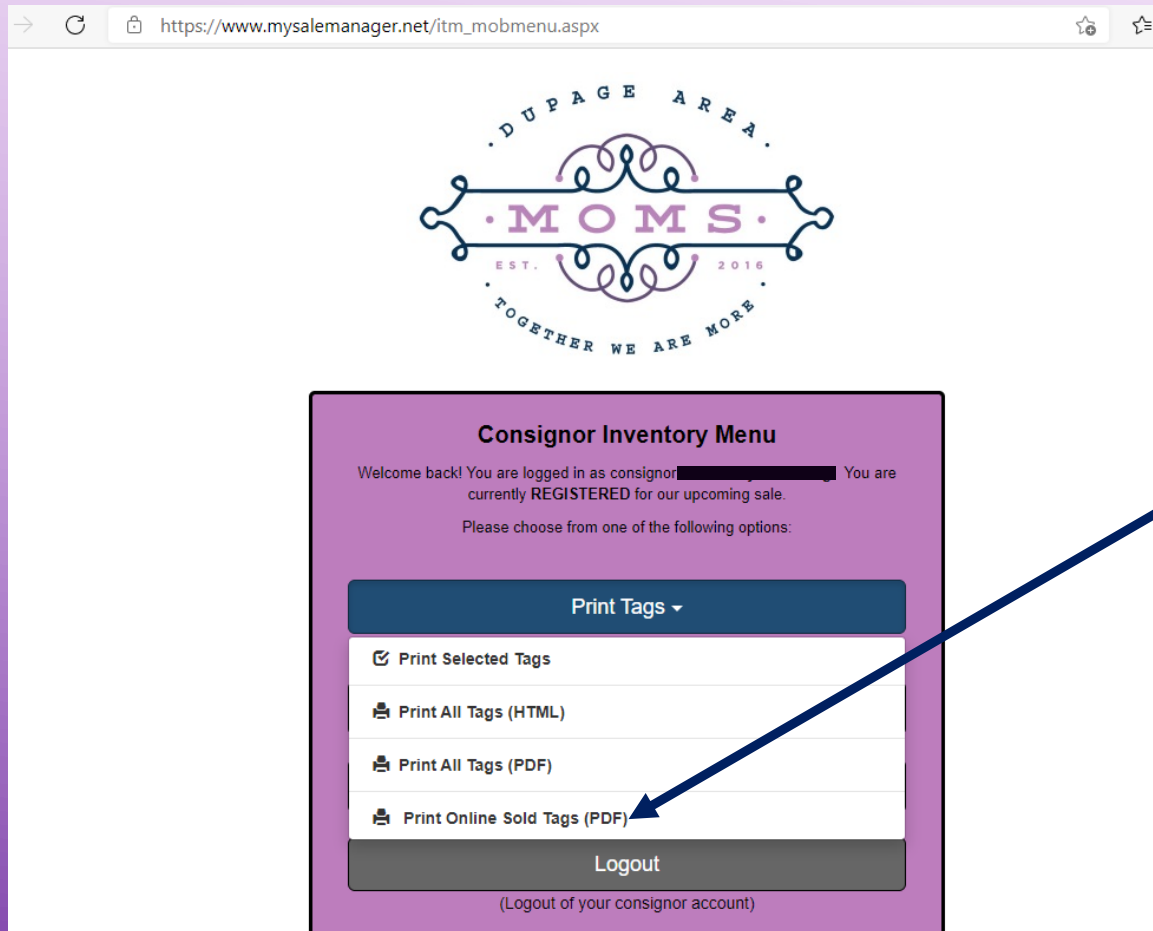 https://www.mysalemanager.net/itm_mobmenu.aspx
· DUPAGE AREA ·
· MOMS ·
EST. 2016
· TOGETHER WE ARE MORE ·
Consignor Inventory Menu
Welcome back! You are logged in as consignor You are
currently REGISTERED for our upcoming sale.
Please choose from one of the following options:
Print Tags
Print Selected Tags
Print All Tags (HTML)
Print All Tags (PDF)
Print Online Sold Tags (PDF)
Logout
(Logout of your consignor account)